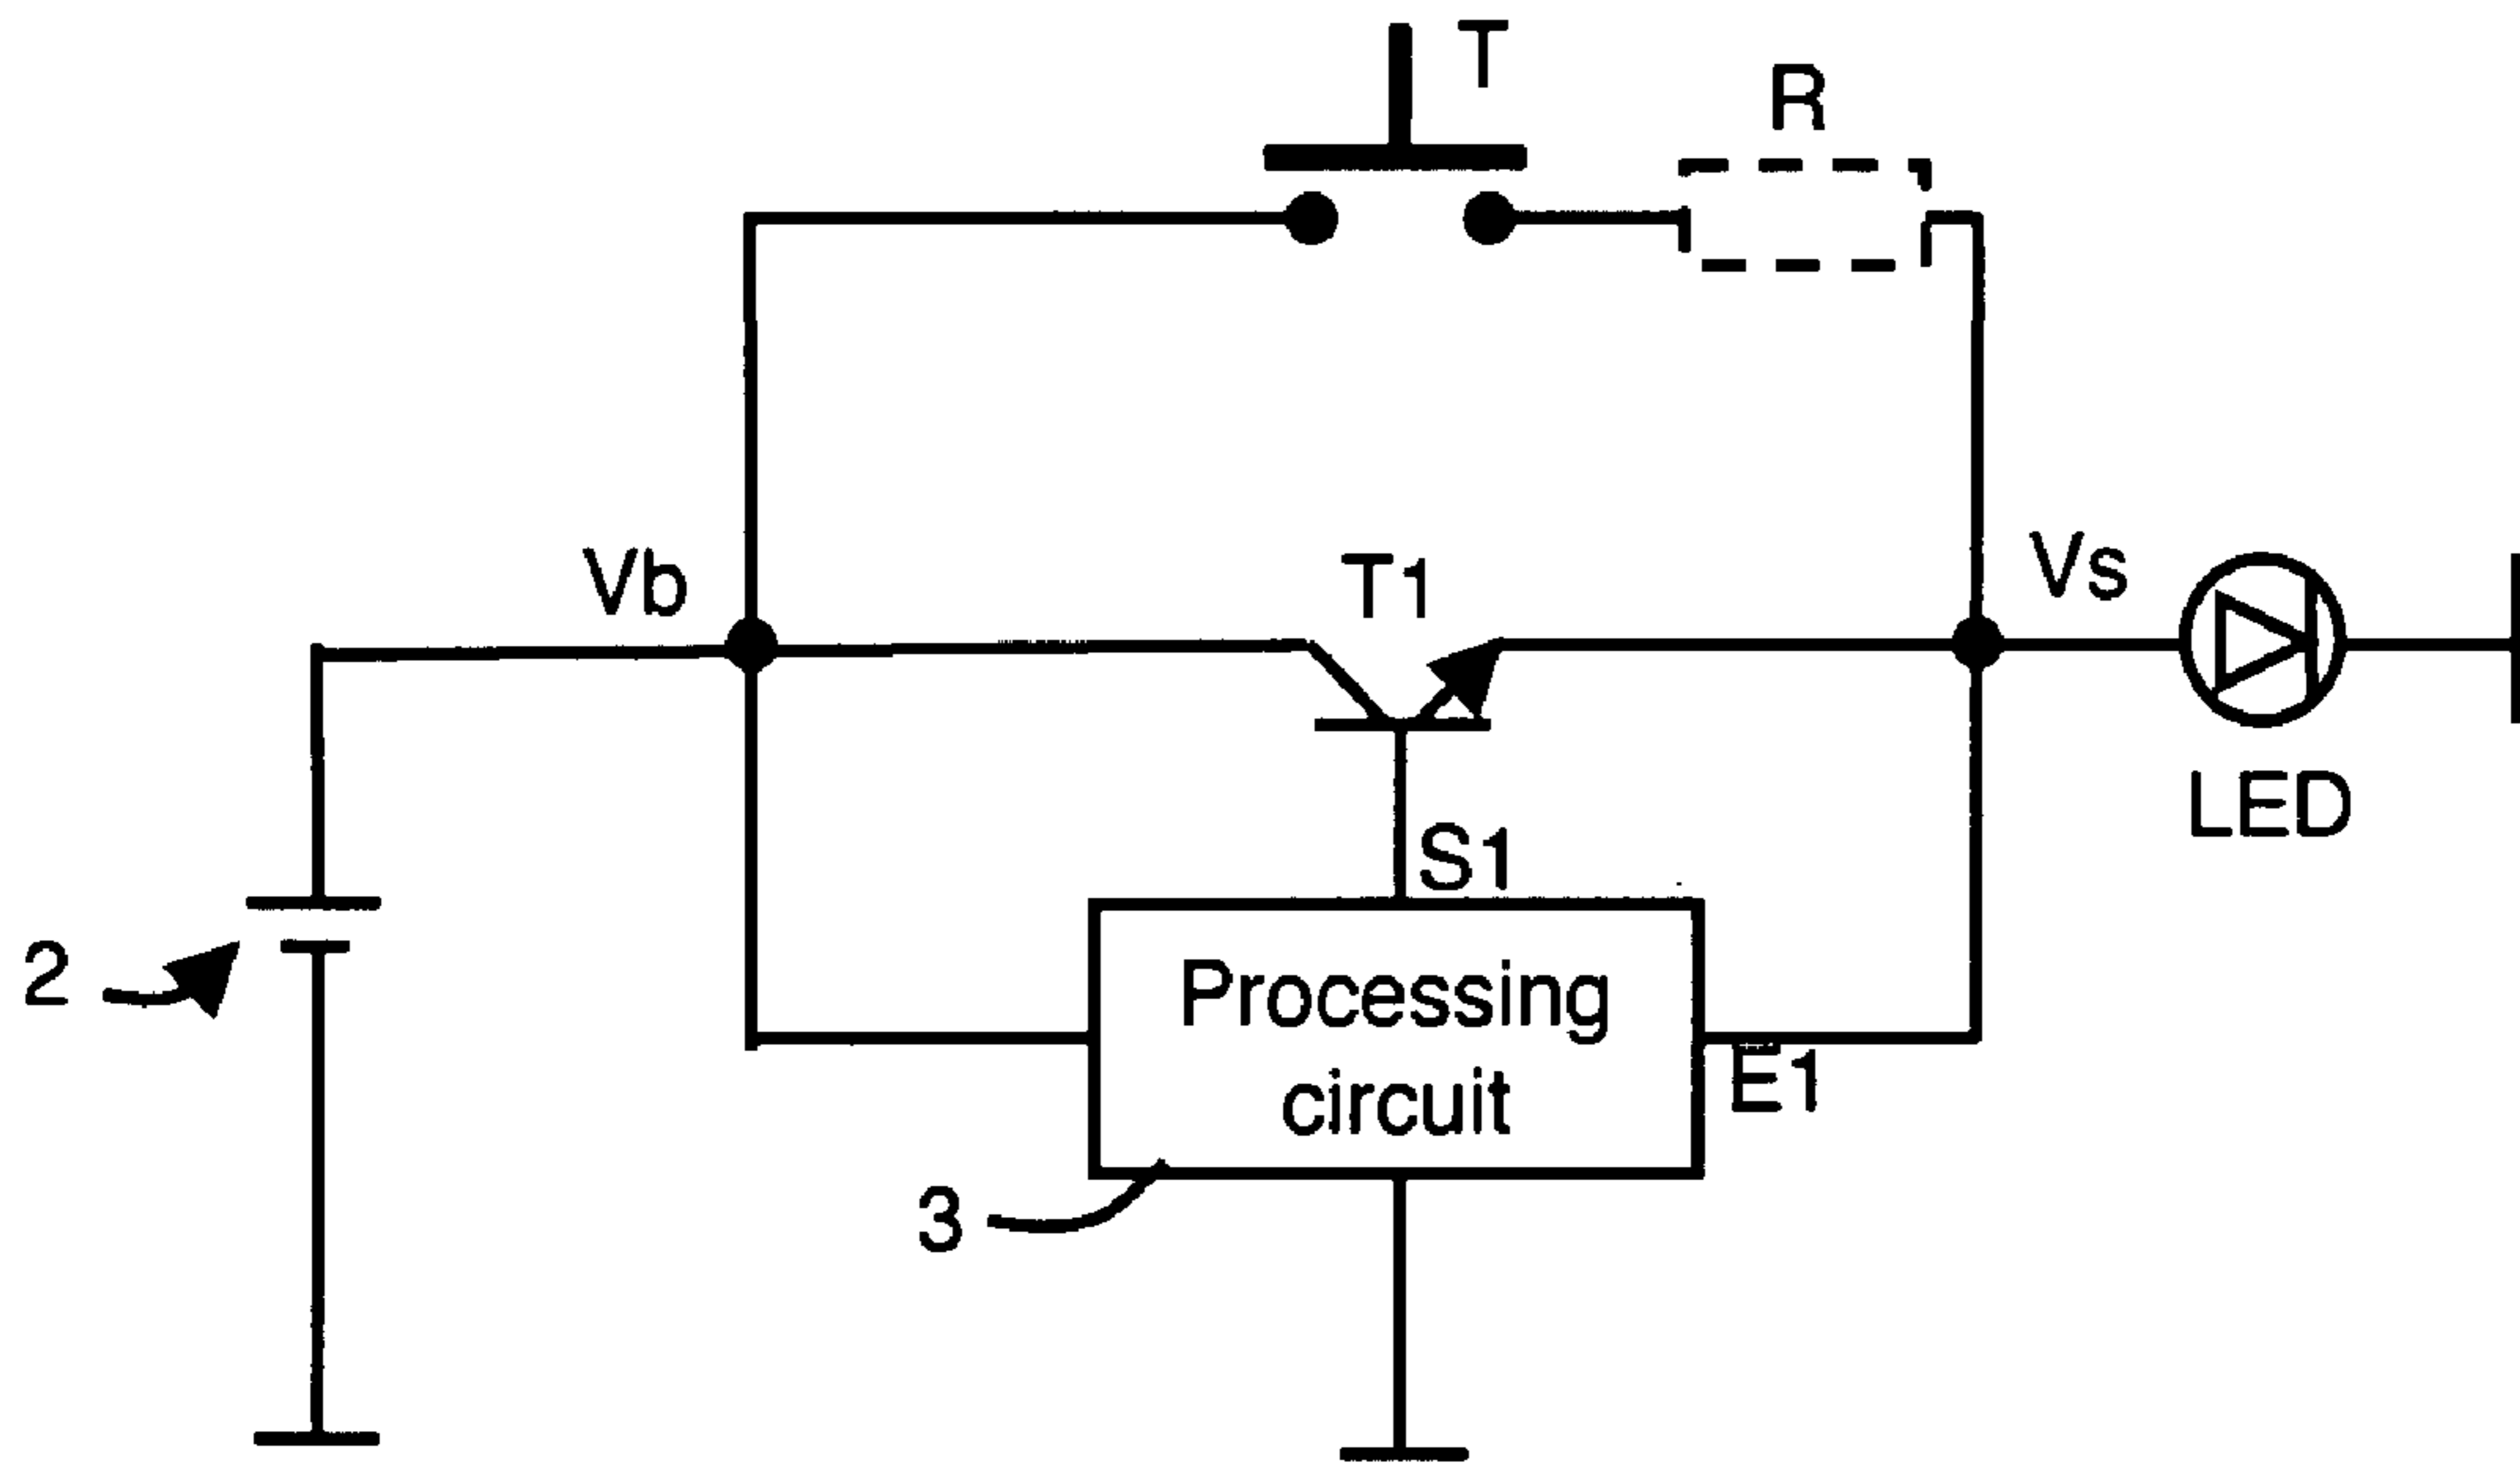 T
R
Vb
T1
Vs
LED
S1
2
Processing
circuit
E1
3